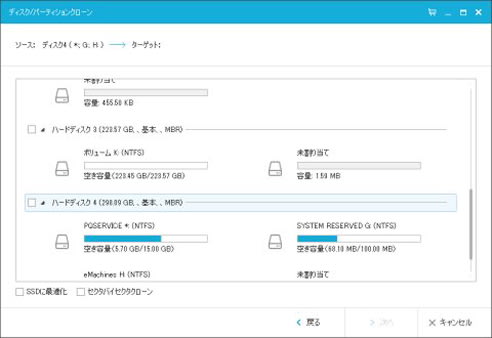 ディスク/パーティションクローン
ソース: ディスク4 ( *: G: H: ) ターゲット:
未割り当て
容量: 455.50 KB
ハードディスク 3 (223.57 GB, 、基本、, MBR)
ボリューム K: (NTFS) 未割り当て
空き容量(223.45 GB/223.57 GB) 容量: 1.59 MB
ハードディスク 4 (298.09 GB, 、基本、, MBR)
PQSERVICE *: (NTFS) SYSTEM RESERVED G: (NTFS)
空き容量(5.70 GB/15.00 GB) 空き容量(68.10 MB/100.00 MB)
eMachines H: (NTFS) 未割り当て
SSDに最適化 セクタバイセクタクローン
戻る 次へ キャンセル